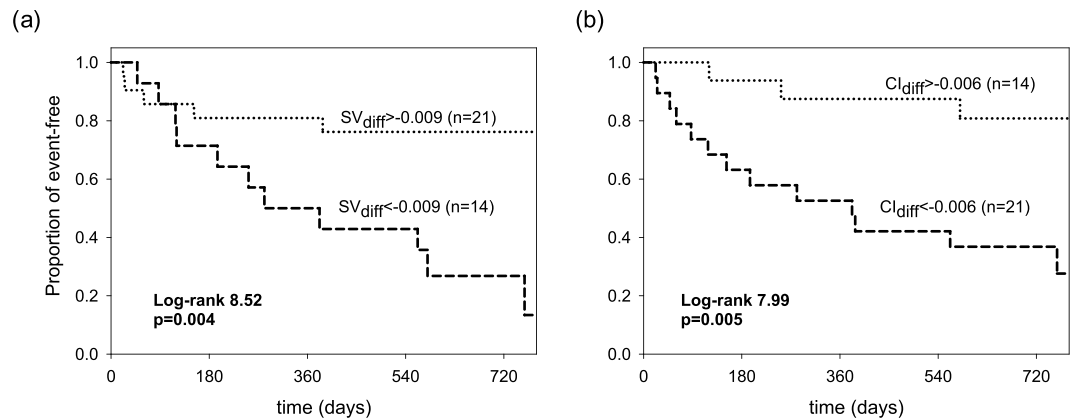 (a)
(b)
1.0
0.8
0.6
0.4
0.2
0.0
Proportion of event-free
SVdiff>-0.009 (n=21)
SVdiff<-0.009 (n=14)
Log-rank 8.52
p=0.004
0 180 360 540 720
time (days)
1.0
0.8
0.6
0.4
0.2
0.0
CIdiff>-0.006 (n=14)
CIdiff<-0.006 (n=21)
Log-rank 7.99
p=0.005
0 180 360 540 720
time (days)